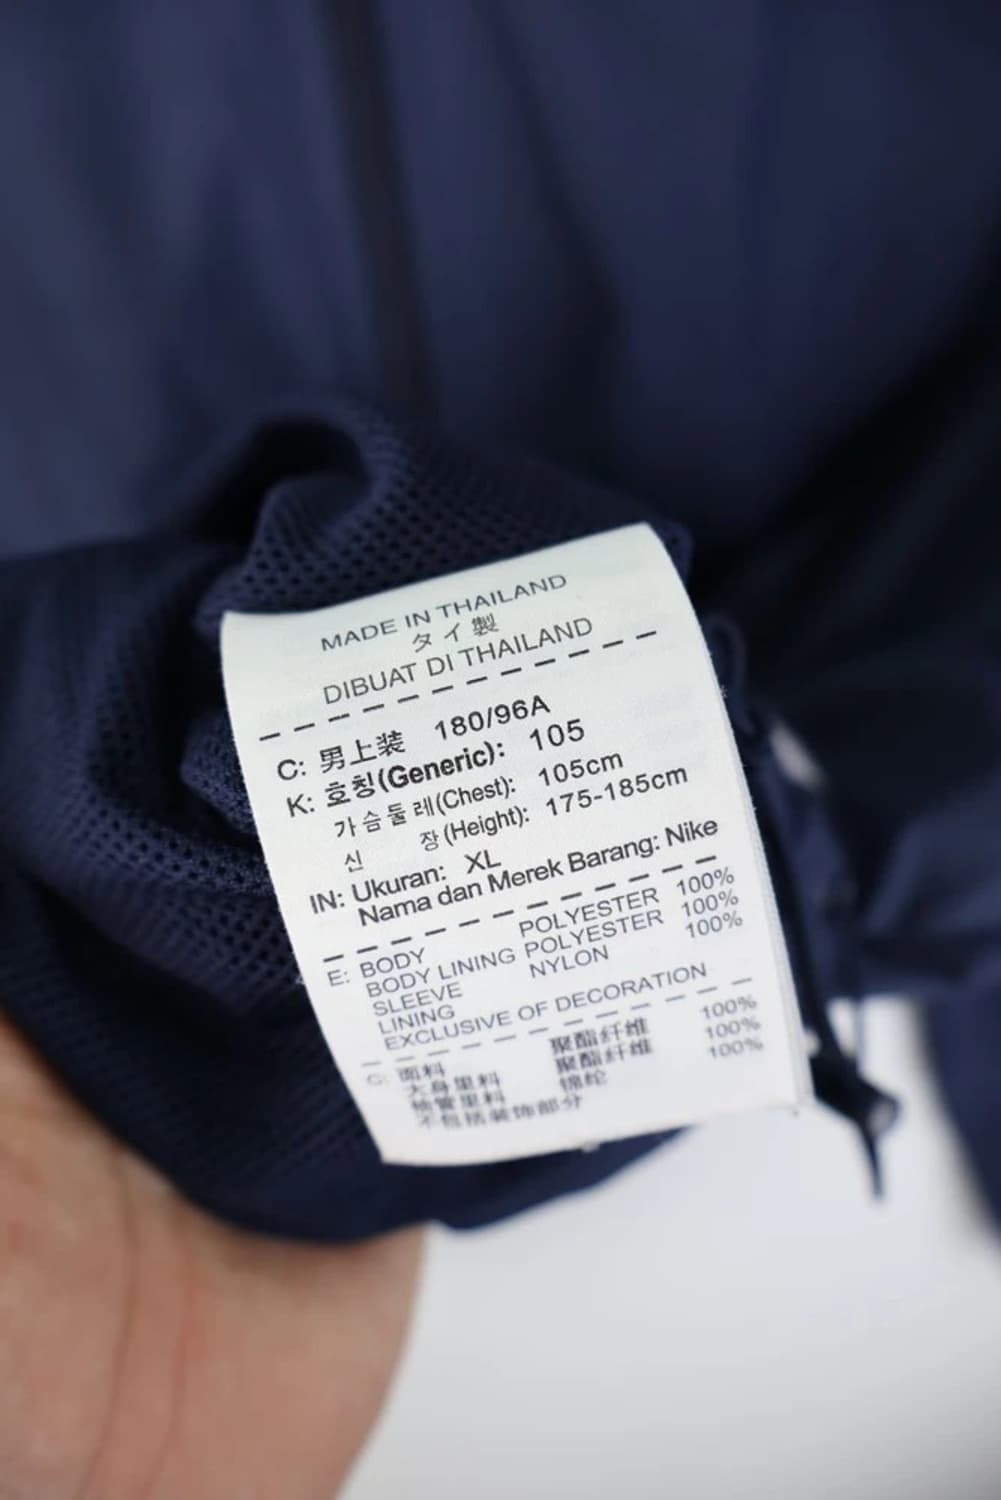 MADE IN THAILAND
タイ製
DIBUAT DI THAILAND
C: 男上装 180/96A
K: 호칭(Generic): 105
가슴둘레(Chest): 105cm
신 장(Height): 175-185cm
IN: Ukuran: XL
Nama dan Merek Barang: Nike
E: BODY POLYESTER 100%
BODY LINING POLYESTER 100%
SLEEVE NYLON 100%
LINING
EXCLUSIVE OF DECORATION
C: 面料 聚酯纤维 100%
大身里料 聚酯纤维 100%
袖窿里料 锦纶 100%
不包括装饰部分